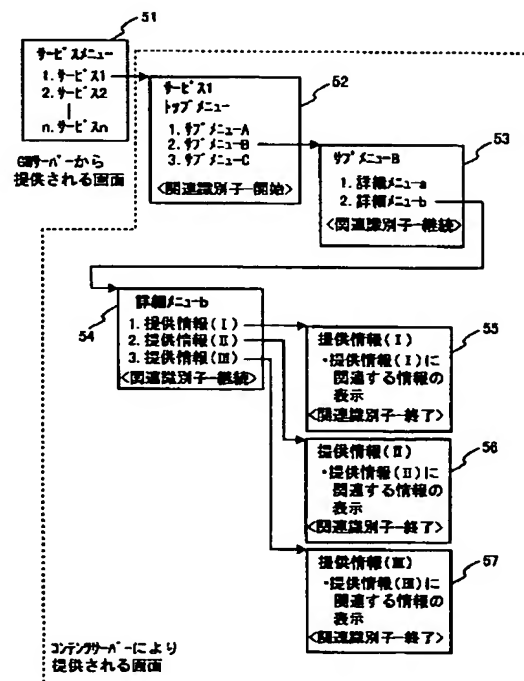 51
サービスメニュー
1. サービス1
2. サービス2
n. サービスn
GWサーバーから
提供される画面
52
サービス1
トップメニュー
1. サブメニューA
2. サブメニューB
3. サブメニューC
<関連識別子―開始>
53
サブメニューB
1. 詳細メニューa
2. 詳細メニューb
<関連識別子―継続>
54
詳細メニューb
1. 提供情報(I)
2. 提供情報(II)
3. 提供情報(III)
<関連識別子―継続>
55
提供情報(I)
・提供情報(I)に
関連する情報の
表示
<関連識別子―終了>
56
提供情報(II)
・提供情報(II)に
関連する情報の
表示
<関連識別子―終了>
57
提供情報(III)
・提供情報(III)に
関連する情報の
表示
<関連識別子―終了>
コンテンツサーバーにより
提供される画面